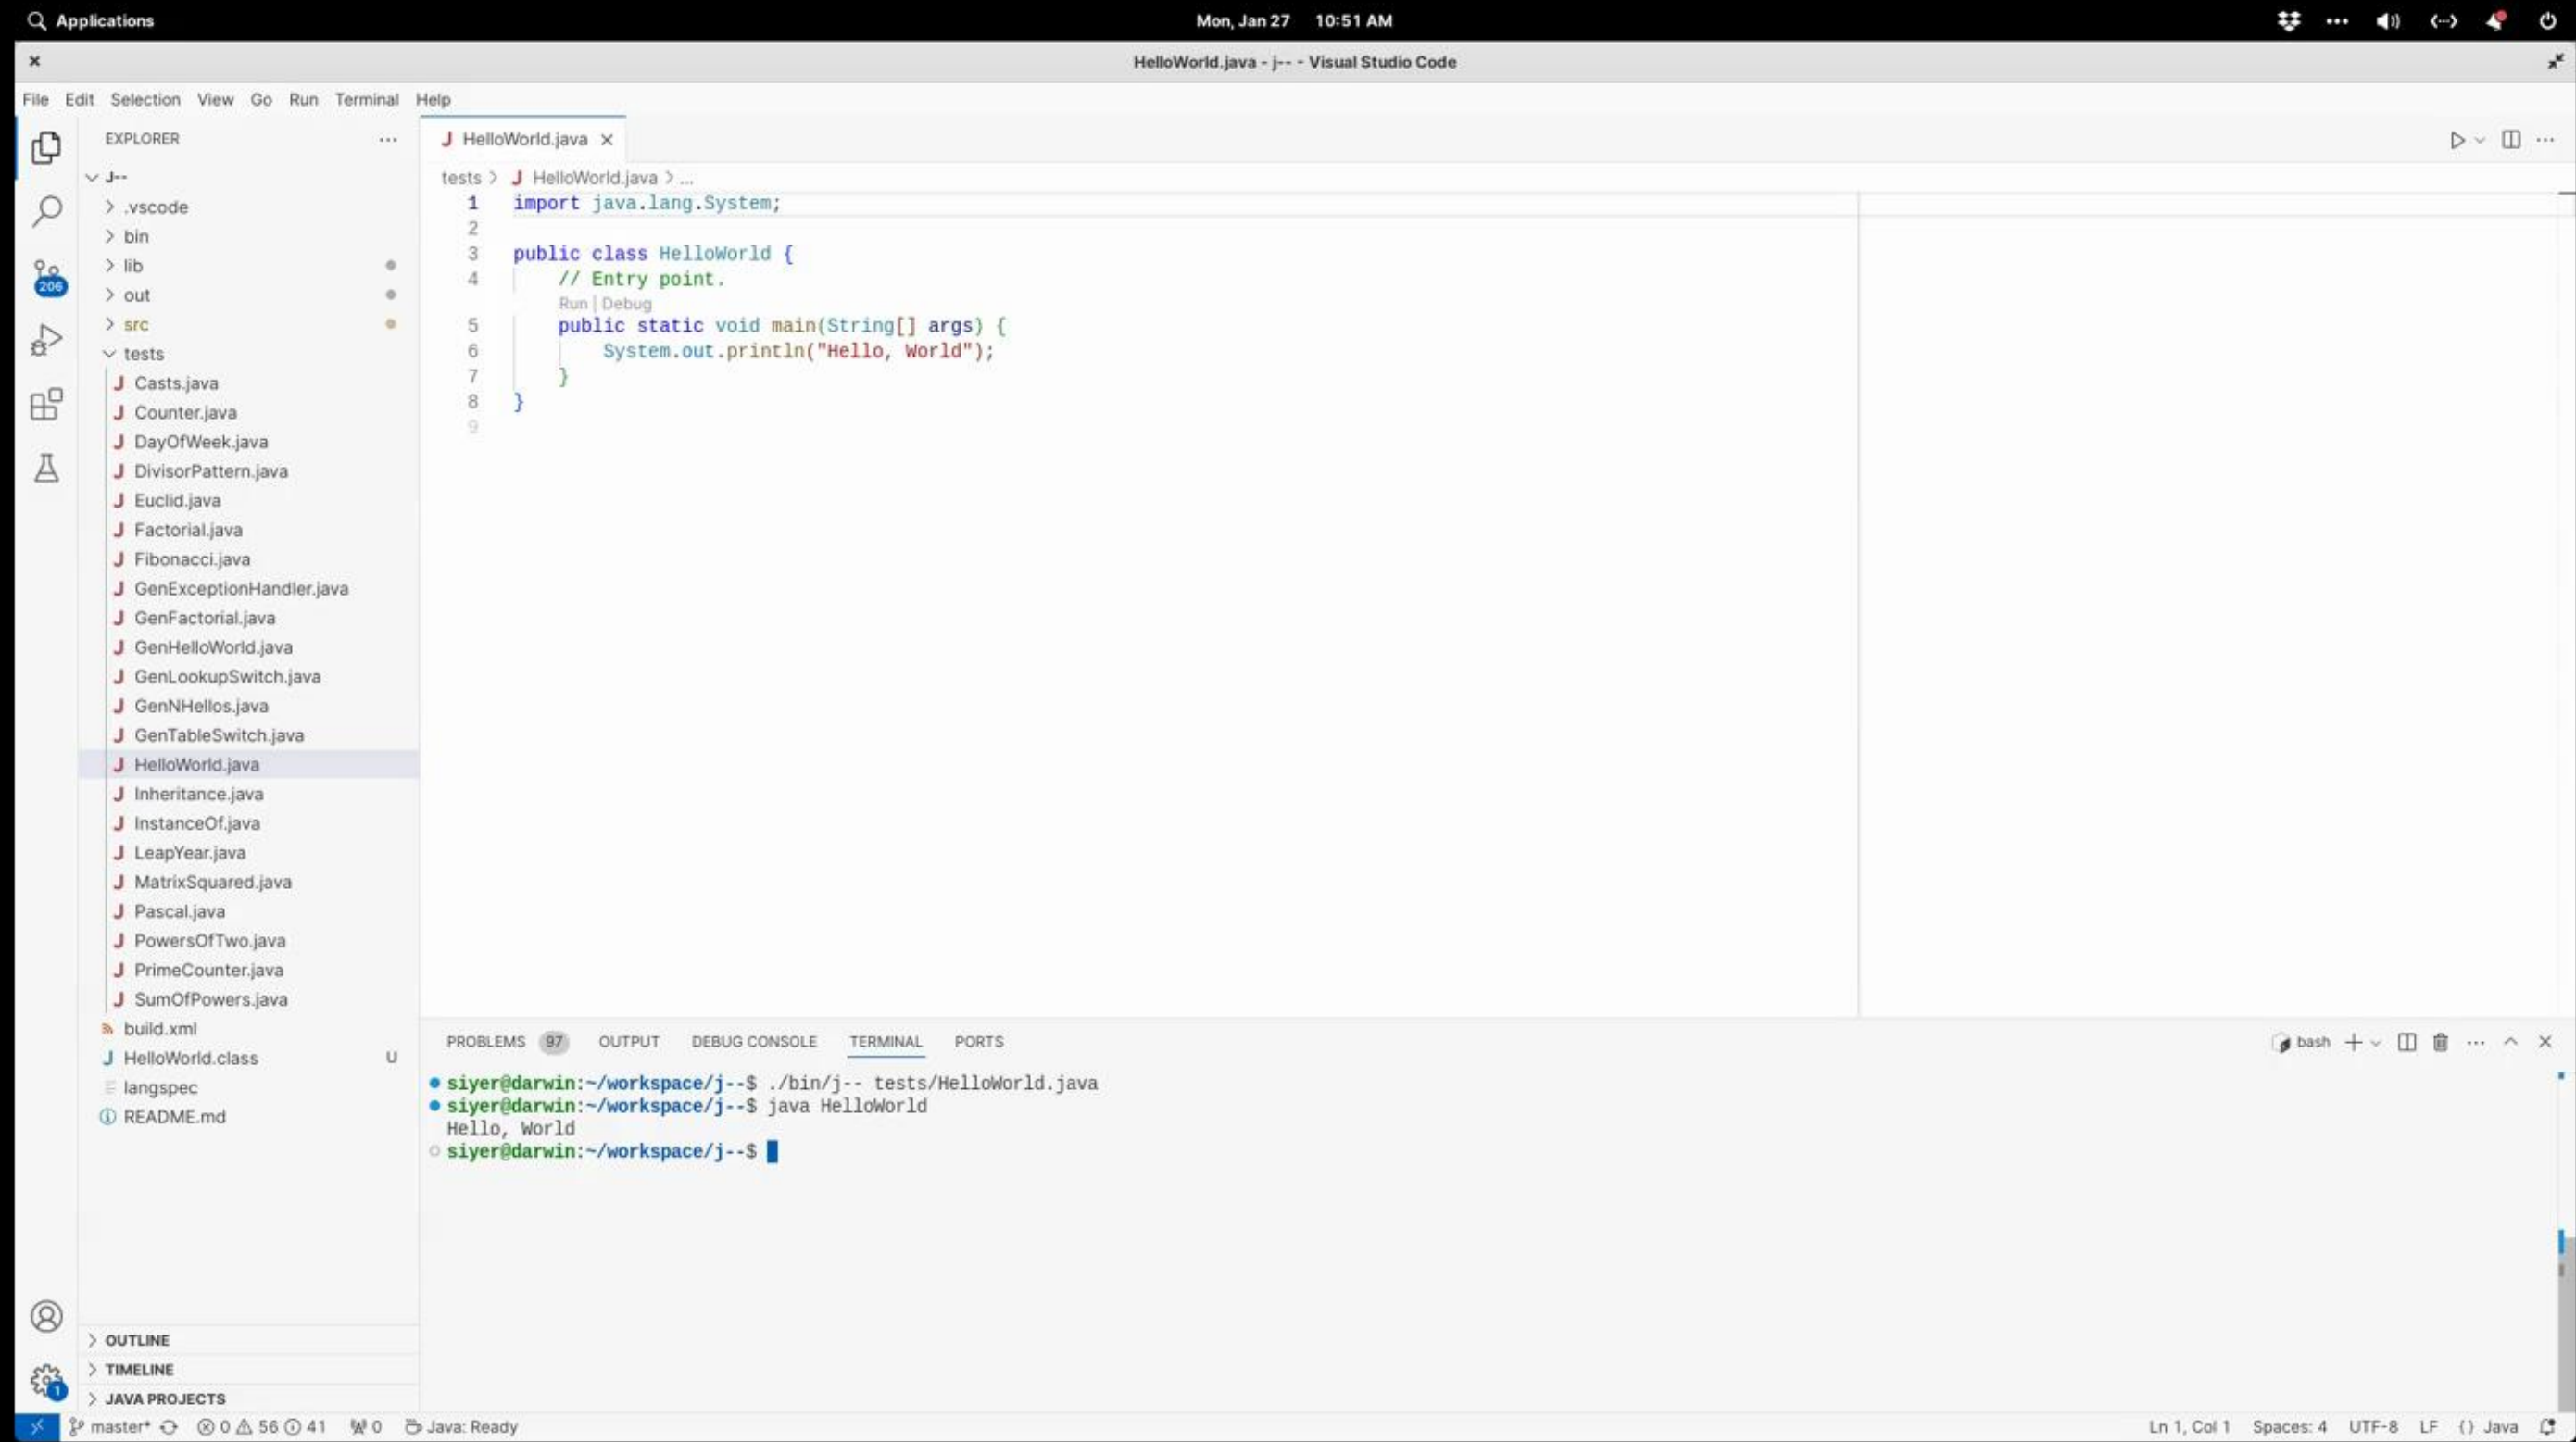 Applications
Mon, Jan 27 10:51 AM
HelloWorld.java - j-- - Visual Studio Code
File Edit Selection View Go Run Terminal Help
EXPLORER
J--
.vscode
bin
lib
out
src
tests
Casts.java
Counter.java
DayOfWeek.java
DivisorPattern.java
Euclid.java
Factorial.java
Fibonacci.java
GenExceptionHandler.java
GenFactorial.java
GenHelloWorld.java
GenLookupSwitch.java
GenNHellos.java
GenTableSwitch.java
HelloWorld.java
Inheritance.java
InstanceOf.java
LeapYear.java
MatrixSquared.java
Pascal.java
PowersOfTwo.java
PrimeCounter.java
SumOfPowers.java
build.xml
HelloWorld.class U
langspec
README.md
OUTLINE
TIMELINE
JAVA PROJECTS
206
1
J HelloWorld.java
tests > J HelloWorld.java > ...
1 import java.lang.System;
2
3 public class HelloWorld {
4 // Entry point.
Run | Debug
5 public static void main(String[] args) {
6 System.out.println("Hello, World");
7 }
8 }
9
PROBLEMS 97 OUTPUT DEBUG CONSOLE TERMINAL PORTS
bash
siyer@darwin:~/workspace/j--$ ./bin/j-- tests/HelloWorld.java
siyer@darwin:~/workspace/j--$ java HelloWorld
Hello, World
siyer@darwin:~/workspace/j--$
master* 0 56 41 0 Java: Ready
Ln 1, Col 1 Spaces: 4 UTF-8 LF {} Java